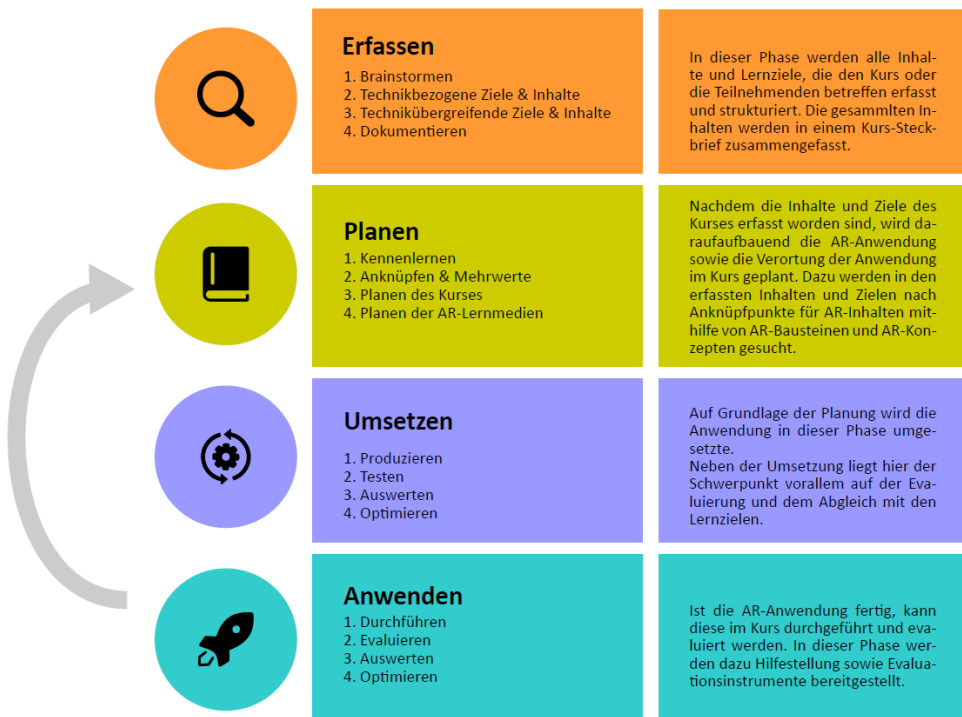 Erfassen
1. Brainstormen
2. Technikbezogene Ziele & Inhalte
3. Technikübergreifende Ziele & Inhalte
4. Dokumentieren
In dieser Phase werden alle Inhal-
te und Lernziele, die den Kurs oder
die Teilnehmenden betreffen erfasst
und strukturiert. Die gesammlten In-
halten werden in einem Kurs-Steck-
brief zusammengefasst.
Planen
1. Kennenlernen
2. Anknüpfen & Mehrwerte
3. Planen des Kurses
4. Planen der AR-Lernmedien
Nachdem die Inhalte und Ziele des
Kurses erfasst worden sind, wird da-
raufaufbauend die AR-Anwendung
sowie die Verortung der Anwendung
im Kurs geplant. Dazu werden in den
erfassten Inhalten und Zielen nach
Anknüpfpunkte für AR-Inhalten mit-
hilfe von AR-Bausteinen und AR-Kon-
zepten gesucht.
Umsetzen
1. Produzieren
2. Testen
3. Auswerten
4. Optimieren
Auf Grundlage der Planung wird die
Anwendung in dieser Phase umge-
setzte.
Neben der Umsetzung liegt hier der
Schwerpunkt vorallem auf der Eva-
luierung und dem Abgleich mit den
Lernzielen.
Anwenden
1. Durchführen
2. Evaluieren
3. Auswerten
4. Optimieren
Ist die AR-Anwendung fertig, kann
diese im Kurs durchgeführt und eva-
luiert werden. In dieser Phase wer-
den dazu Hilfestellung sowie Evalua-
tionsinstrumente bereitgestellt.